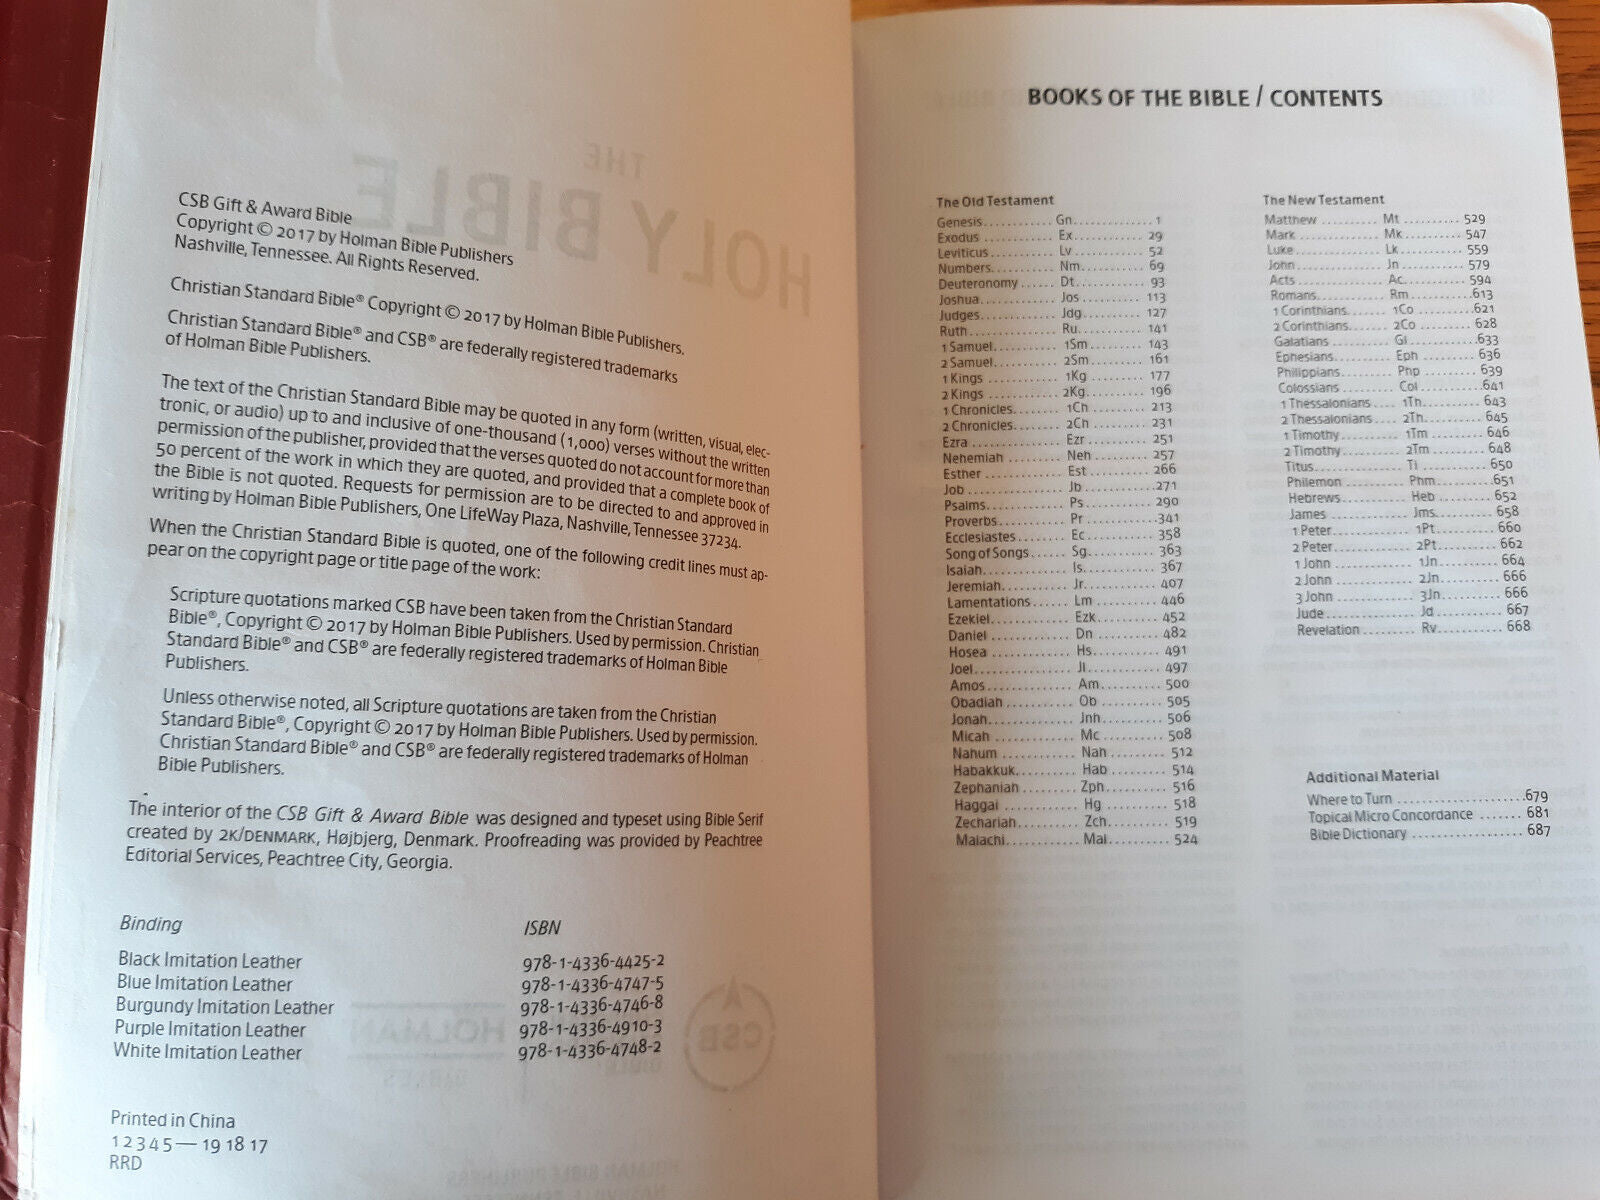 CSB Gift & Award Bible
Copyright © 2017 by Holman Bible Publishers
Nashville, Tennessee. All Rights Reserved.
Christian Standard Bible® Copyright © 2017 by Holman Bible Publishers.
Christian Standard Bible® and CSB® are federally registered trademarks
of Holman Bible Publishers.
The text of the Christian Standard Bible may be quoted in any form (written, visual, elec-
tronic, or audio) up to and inclusive of one-thousand (1,000) verses without the written
permission of the publisher, provided that the verses quoted do not account for more than
50 percent of the work in which they are quoted, and provided that a complete book of
the Bible is not quoted. Requests for permission are to be directed to and approved in
writing by Holman Bible Publishers, One LifeWay Plaza, Nashville, Tennessee 37234.
When the Christian Standard Bible is quoted, one of the following credit lines must ap-
pear on the copyright page or title page of the work:
Scripture quotations marked CSB have been taken from the Christian Standard
Bible®, Copyright © 2017 by Holman Bible Publishers. Used by permission. Christian
Standard Bible® and CSB® are federally registered trademarks of Holman Bible
Publishers.
Unless otherwise noted, all Scripture quotations are taken from the Christian
Standard Bible®, Copyright © 2017 by Holman Bible Publishers. Used by permission.
Christian Standard Bible® and CSB® are federally registered trademarks of Holman
Bible Publishers.
The interior of the CSB Gift & Award Bible was designed and typeset using Bible Serif
created by 2K/DENMARK, Højbjerg, Denmark. Proofreading was provided by Peachtree
Editorial Services, Peachtree City, Georgia.
Binding ISBN
Black Imitation Leather 978-1-4336-4425-2
Blue Imitation Leather 978-1-4336-4747-5
Burgundy Imitation Leather 978-1-4336-4746-8
Purple Imitation Leather 978-1-4336-4910-3
White Imitation Leather 978-1-4336-4748-2
Printed in China
1 2 3 4 5 — 19 18 17
RRD
BOOKS OF THE BIBLE / CONTENTS
The Old Testament
Genesis Gn 1
Exodus Ex 29
Leviticus Lv 52
Numbers Nm 69
Deuteronomy Dt 93
Joshua Jos 113
Judges Jdg 127
Ruth Ru 141
1 Samuel 1Sm 143
2 Samuel 2Sm 161
1 Kings 1Kg 177
2 Kings 2Kg 196
1 Chronicles 1Ch 213
2 Chronicles 2Ch 231
Ezra Ezr 251
Nehemiah Neh 257
Esther Est 266
Job Jb 271
Psalms Ps 290
Proverbs Pr 341
Ecclesiastes Ec 358
Song of Songs Sg 363
Isaiah Is 367
Jeremiah Jr 407
Lamentations Lm 446
Ezekiel Ezk 452
Daniel Dn 482
Hosea Hs 491
Joel Jl 497
Amos Am 500
Obadiah Ob 505
Jonah Jnh 506
Micah Mc 508
Nahum Nah 512
Habakkuk Hab 514
Zephaniah Zph 516
Haggai Hg 518
Zechariah Zch 519
Malachi Mal 524
The New Testament
Matthew Mt 529
Mark Mk 547
Luke Lk 559
John Jn 579
Acts Ac 594
Romans Rm 613
1 Corinthians 1Co 621
2 Corinthians 2Co 628
Galatians Gl 633
Ephesians Eph 636
Philippians Php 639
Colossians Col 641
1 Thessalonians 1Th 643
2 Thessalonians 2Th 645
1 Timothy 1Tm 646
2 Timothy 2Tm 648
Titus Ti 650
Philemon Phm 651
Hebrews Heb 652
James Jms 658
1 Peter 1Pt 660
2 Peter 2Pt 662
1 John 1Jn 664
2 John 2Jn 666
3 John 3Jn 666
Jude Jd 667
Revelation Rv 668
Additional Material
Where to Turn 679
Topical Micro Concordance 681
Bible Dictionary 687